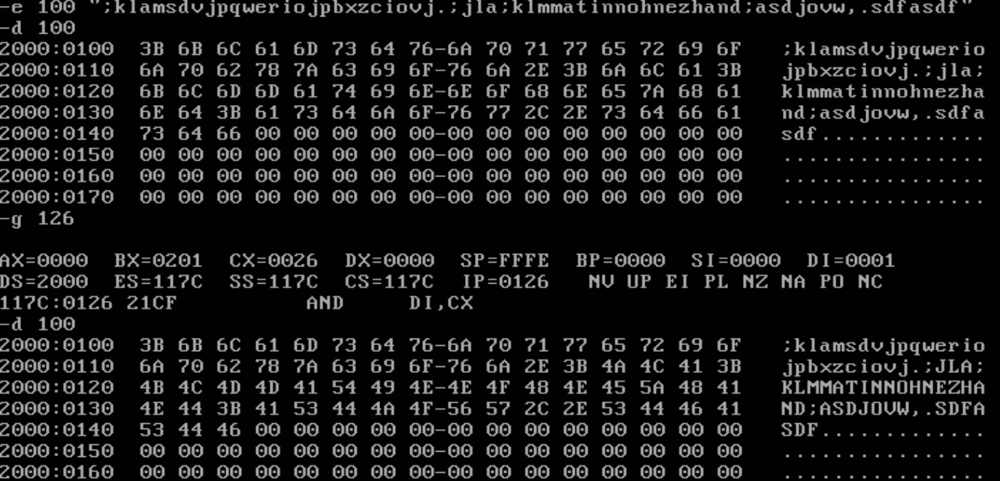 -e 100 ";klamsdvjpqweriojpbxzciovj.;jla;klmmatinnohnezhand;asdjovw,.sdfasdf"
-d 100
2000:0100  3B 6B 6C 61 6D 73 64 76-6A 70 71 77 65 72 69 6F   ;klamsdvjpqwerio
2000:0110  6A 70 62 78 7A 63 69 6F-76 6A 2E 3B 6A 6C 61 3B   jpbxzciovj.;jla;
2000:0120  6B 6C 6D 6D 61 74 69 6E-6E 6F 68 6E 65 7A 68 61   klmmatinnohnezha
2000:0130  6E 64 3B 61 73 64 6A 6F-76 77 2C 2E 73 64 66 61   nd;asdjovw,.sdfa
2000:0140  73 64 66 00 00 00 00 00-00 00 00 00 00 00 00 00   sdf.............
2000:0150  00 00 00 00 00 00 00 00-00 00 00 00 00 00 00 00   ................
2000:0160  00 00 00 00 00 00 00 00-00 00 00 00 00 00 00 00   ................
2000:0170  00 00 00 00 00 00 00 00-00 00 00 00 00 00 00 00   ................
-g 126
AX=0000  BX=0201  CX=0026  DX=0000  SP=FFFE  BP=0000  SI=0000  DI=0001
DS=2000  ES=117C  SS=117C  CS=117C  IP=0126   NV UP EI PL NZ NA PO NC
117C:0126 21CF          AND     DI,CX
-d 100
2000:0100  3B 6B 6C 61 6D 73 64 76-6A 70 71 77 65 72 69 6F   ;klamsdvjpqwerio
2000:0110  6A 70 62 78 7A 63 69 6F-76 6A 2E 3B 4A 4C 41 3B   jpbxzciovj.;JLA;
2000:0120  4B 4C 4D 4D 41 54 49 4E-4E 4F 48 4E 45 5A 48 41   KLMMATINNOHNEZHA
2000:0130  4E 44 3B 41 53 44 4A 4F-56 57 2C 2E 53 44 46 41   ND;ASDJOVW,.SDFA
2000:0140  53 44 46 00 00 00 00 00-00 00 00 00 00 00 00 00   SDF.............
2000:0150  00 00 00 00 00 00 00 00-00 00 00 00 00 00 00 00   ................
2000:0160  00 00 00 00 00 00 00 00-00 00 00 00 00 00 00 00   ................